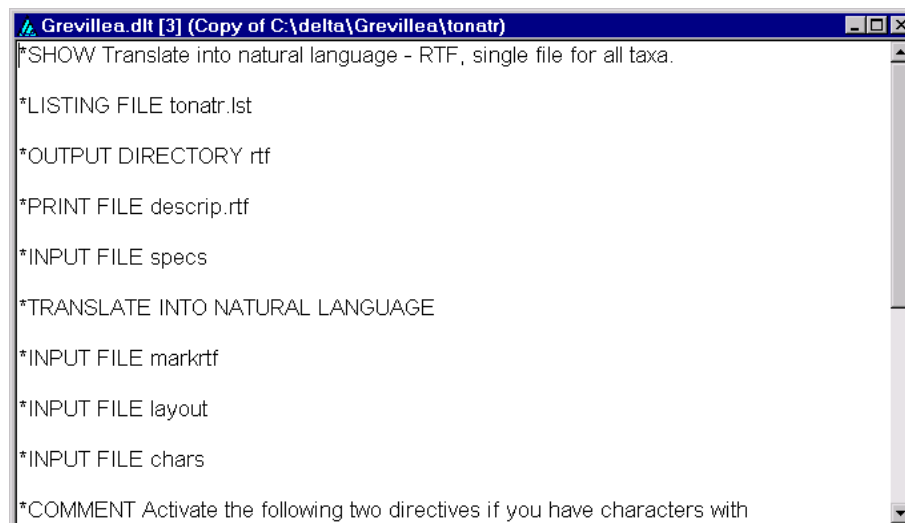 Grevillea.dlt [3] (Copy of C:\delta\Grevillea\tonatr)
*SHOW Translate into natural language - RTF, single file for all taxa.
*LISTING FILE tonatr.lst
*OUTPUT DIRECTORY rtf
*PRINT FILE descrip.rtf
*INPUT FILE specs
*TRANSLATE INTO NATURAL LANGUAGE
*INPUT FILE markrtf
*INPUT FILE layout
*INPUT FILE chars
*COMMENT Activate the following two directives if you have characters with